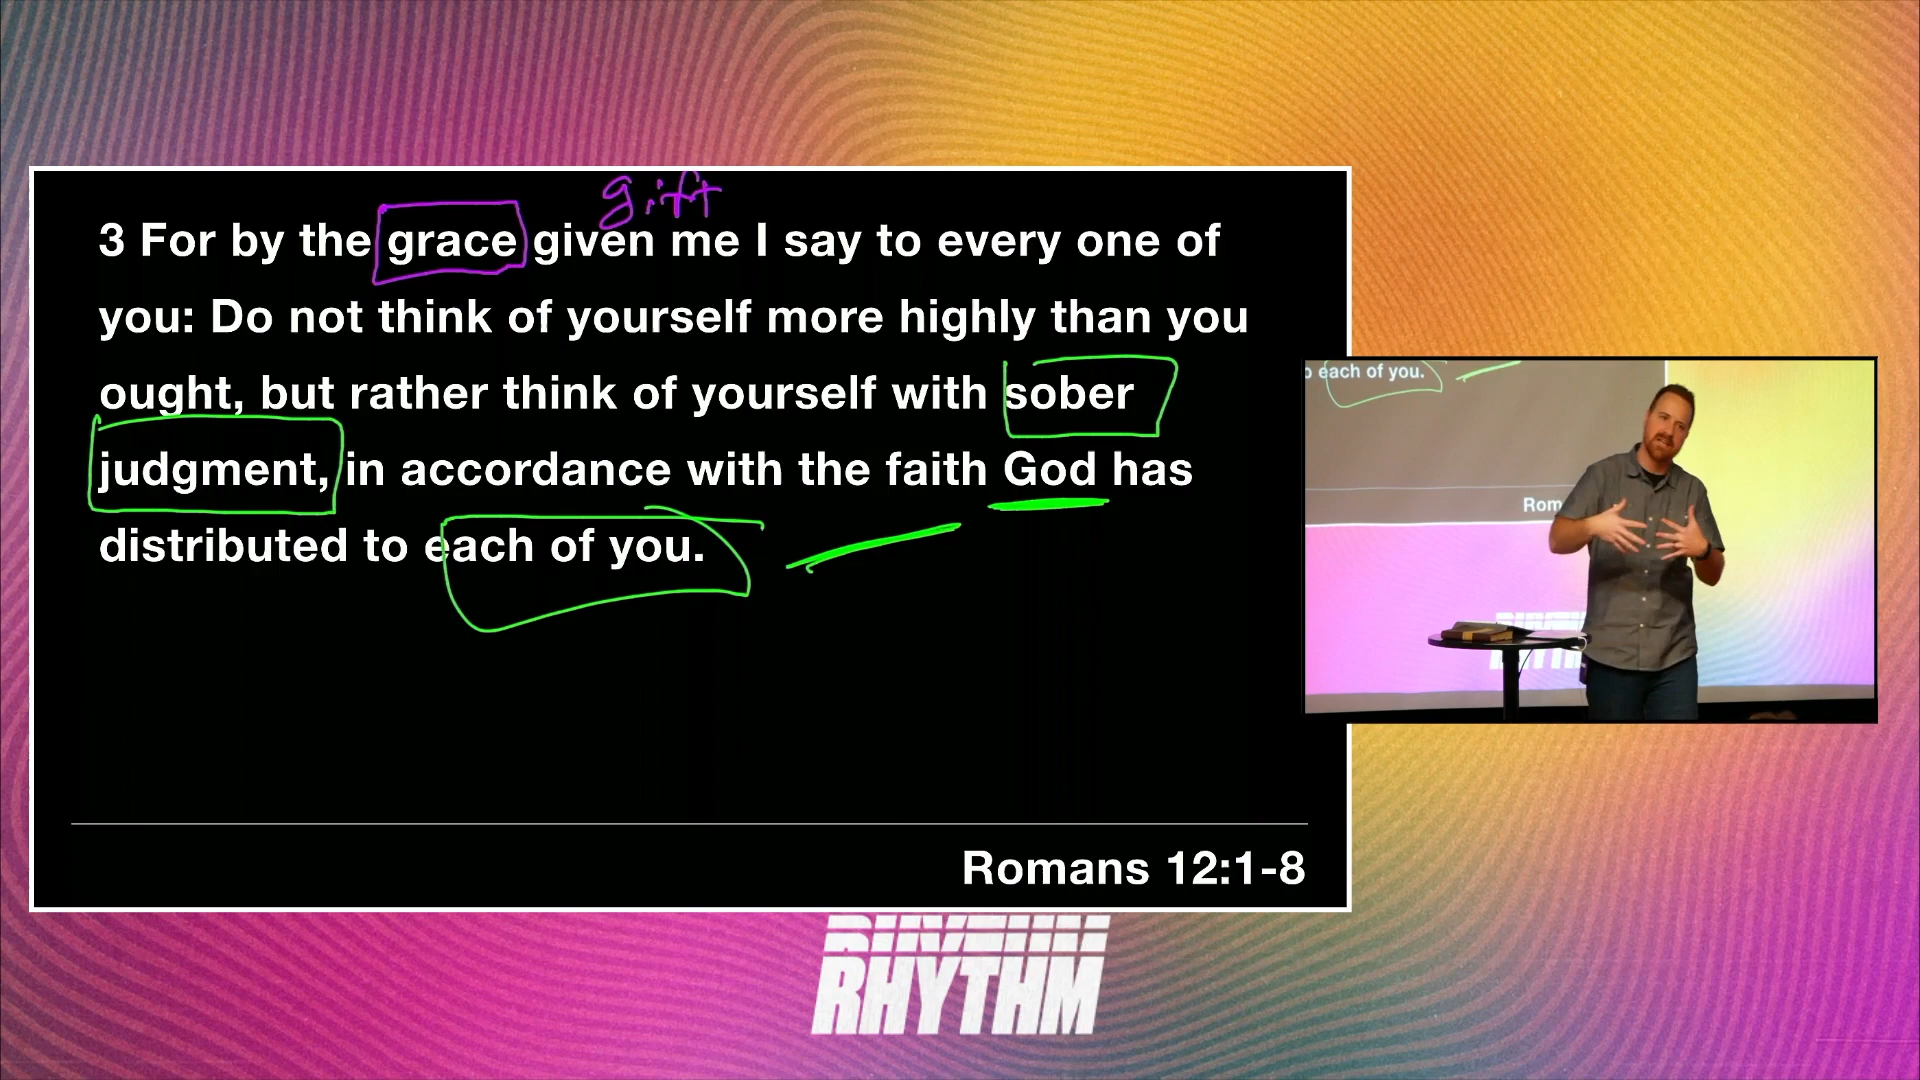 gift
3 For by the grace given me I say to every one of
you: Do not think of yourself more highly than you
ought, but rather think of yourself with sober
judgment, in accordance with the faith God has
distributed to each of you.
Romans 12:1-8
each of you.
Rom
RHYTHM
RHYTHM